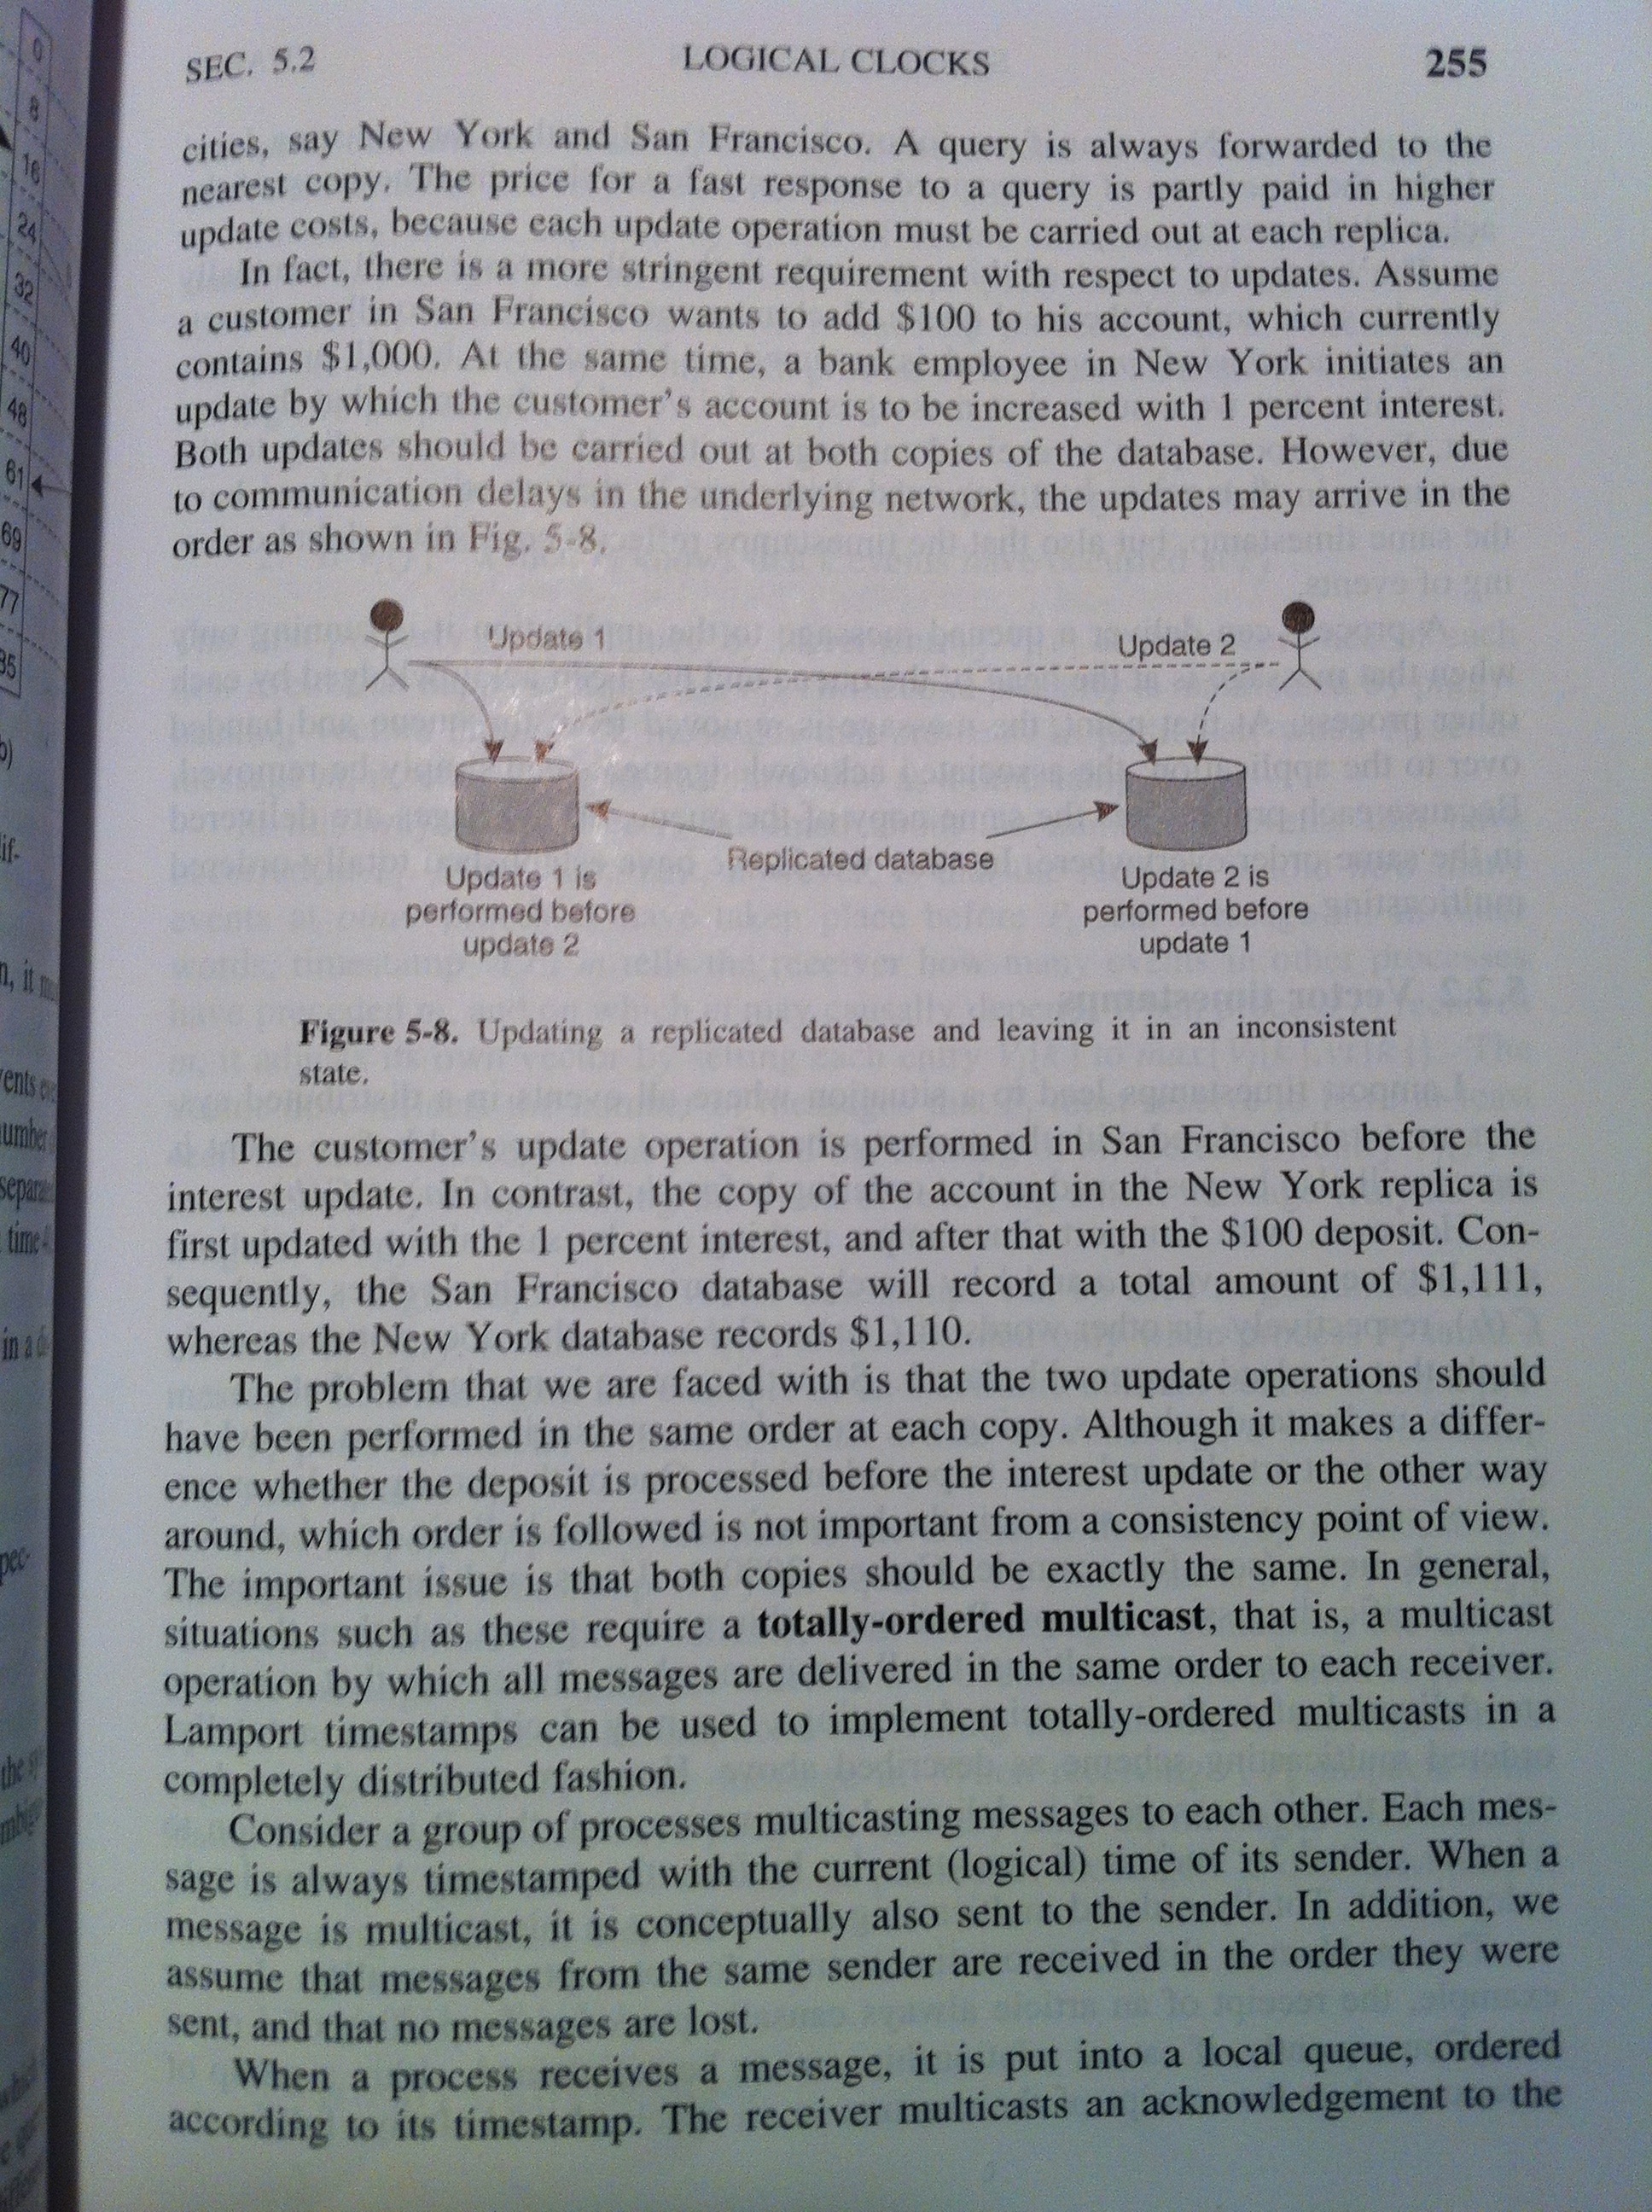 SEC. 5.2 LOGICAL CLOCKS 255
cities, say New York and San Francisco. A query is always forwarded to the
nearest copy. The price for a fast response to a query is partly paid in higher
update costs, because each update operation must be carried out at each replica.
In fact, there is a more stringent requirement with respect to updates. Assume
a customer in San Francisco wants to add $100 to his account, which currently
contains $1,000. At the same time, a bank employee in New York initiates an
update by which the customer's account is to be increased with 1 percent interest.
Both updates should be carried out at both copies of the database. However, due
to communication delays in the underlying network, the updates may arrive in the
order as shown in Fig. 5-8.
Update 1
Update 2
Replicated database
Update 1 is
performed before
update 2
Update 2 is
performed before
update 1
Figure 5-8. Updating a replicated database and leaving it in an inconsistent
state.
The customer's update operation is performed in San Francisco before the
interest update. In contrast, the copy of the account in the New York replica is
first updated with the 1 percent interest, and after that with the $100 deposit. Con-
sequently, the San Francisco database will record a total amount of $1,111,
whereas the New York database records $1,110.
The problem that we are faced with is that the two update operations should
have been performed in the same order at each copy. Although it makes a differ-
ence whether the deposit is processed before the interest update or the other way
around, which order is followed is not important from a consistency point of view.
The important issue is that both copies should be exactly the same. In general,
situations such as these require a totally-ordered multicast, that is, a multicast
operation by which all messages are delivered in the same order to each receiver.
Lamport timestamps can be used to implement totally-ordered multicasts in a
completely distributed fashion.
Consider a group of processes multicasting messages to each other. Each mes-
sage is always timestamped with the current (logical) time of its sender. When a
message is multicast, it is conceptually also sent to the sender. In addition, we
assume that messages from the same sender are received in the order they were
sent, and that no messages are lost.
When a process receives a message, it is put into a local queue, ordered
according to its timestamp. The receiver multicasts an acknowledgement to the